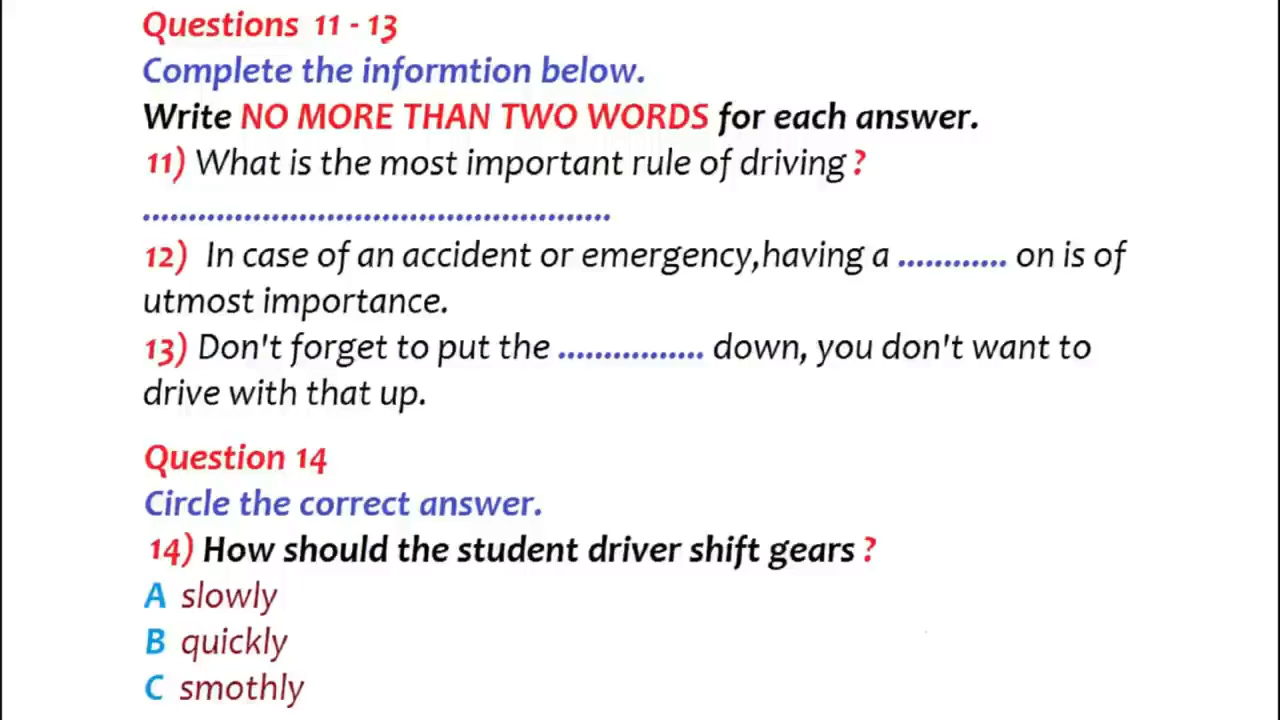 Questions 11 - 13
Complete the informtion below.
Write NO MORE THAN TWO WORDS for each answer.
11) What is the most important rule of driving ?
....................................................
12) In case of an accident or emergency,having a ............ on is of
utmost importance.
13) Don't forget to put the ................ down, you don't want to
drive with that up.
Question 14
Circle the correct answer.
14) How should the student driver shift gears ?
A slowly
B quickly
C smothly